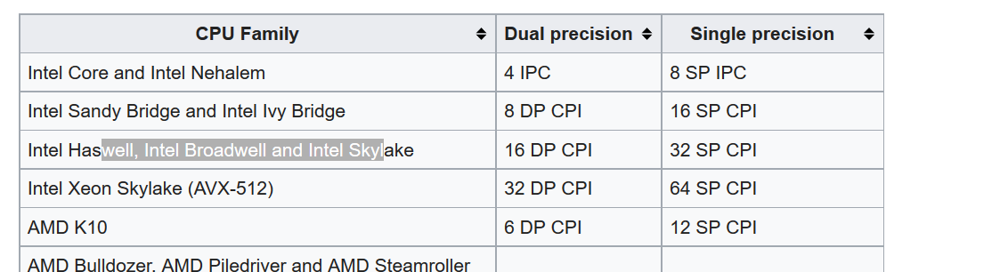 CPU Family Dual precision Single precision
Intel Core and Intel Nehalem 4 IPC 8 SP IPC
Intel Sandy Bridge and Intel Ivy Bridge 8 DP CPI 16 SP CPI
Intel Haswell, Intel Broadwell and Intel Skylake 16 DP CPI 32 SP CPI
Intel Xeon Skylake (AVX-512) 32 DP CPI 64 SP CPI
AMD K10 6 DP CPI 12 SP CPI
AMD Bulldozer, AMD Piledriver and AMD Steamroller